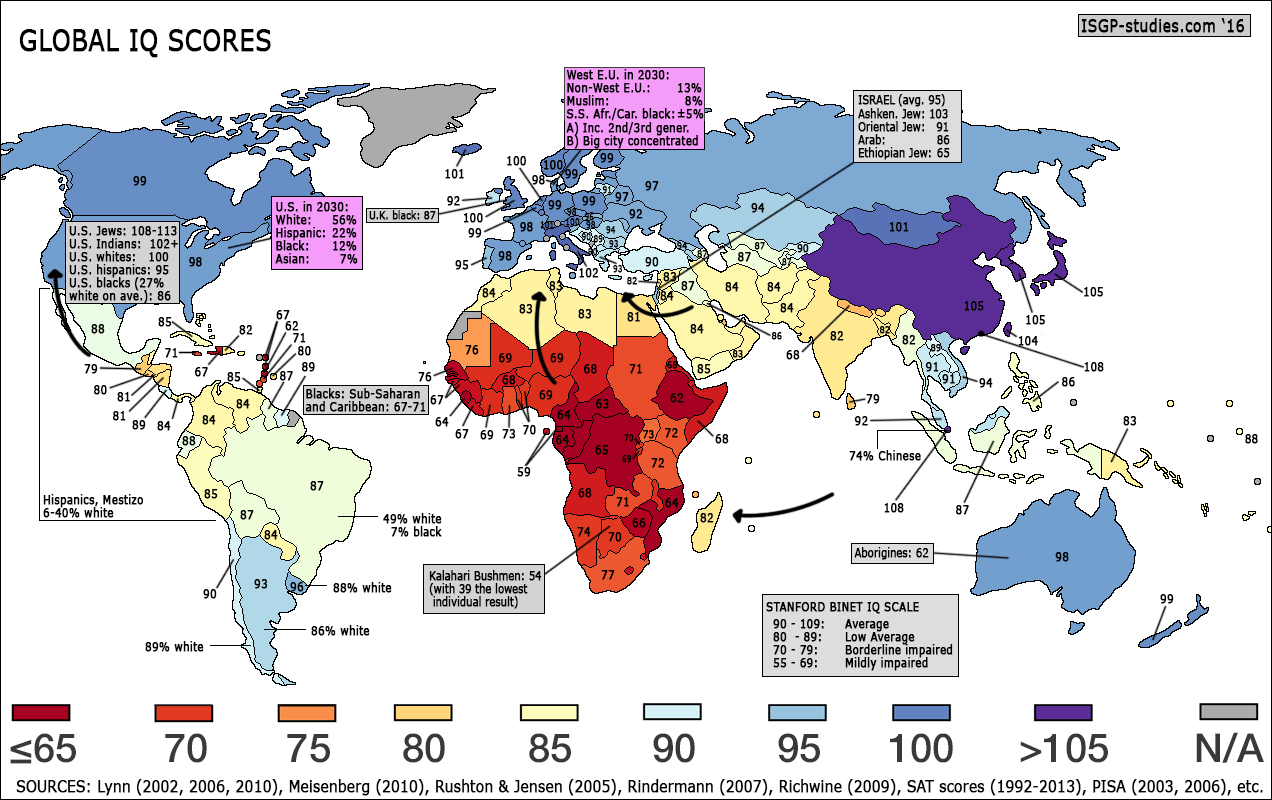 GLOBAL IQ SCORES
ISGP-studies.com ‘16
West E.U. in 2030:
Non-West E.U.: 13%
Muslim: 8%
S.S. Afr./Car. black: ±5%
A) Inc. 2nd/3rd gener.
B) Big city concentrated
ISRAEL (avg. 95)
Ashken. Jew: 103
Oriental Jew: 91
Arab: 86
Ethiopian Jew: 65
U.S. in 2030:
White: 56%
Hispanic: 22%
Black: 12%
Asian: 7%
U.K. black: 87
U.S. Jews: 108-113
U.S. Indians: 102+
U.S. whites: 100
U.S. hispanics: 95
U.S. blacks (27%
white on ave.): 86
99
98
88
101
100
92
100
99
95
98
98
99
100
98
99
99
99
97
92
97
94
101
105
105
105
104
108
102
93
82
90
87
87
90
84
84
84
82
68
79
82
91
91
94
86
92
87
108
83
88
74% Chinese
85
82
71
67
67
62
71
80
79
80
81
81
89
84
85
87
89
84
84
88
85
87
87
84
93
96
90
Blacks: Sub-Saharan
and Caribbean: 67-71
84
83
83
83
81
76
69
69
68
71
68
62
68
76
67
64
67
69
73
70
69
64
63
64
59
65
73
72
72
68
71
64
74
70
66
77
82
83
84
87
86
84
85
83
Hispanics, Mestizo
6-40% white
49% white
7% black
88% white
86% white
89% white
Kalahari Bushmen: 54
(with 39 the lowest
individual result)
Aborigines: 62
98
99
STANFORD BINET IQ SCALE
90 - 109: Average
80 - 89: Low Average
70 - 79: Borderline impaired
55 - 69: Mildly impaired
≤65 70 75 80 85 90 95 100 >105 N/A
SOURCES: Lynn (2002, 2006, 2010), Meisenberg (2010), Rushton & Jensen (2005), Rindermann (2007), Richwine (2009), SAT scores (1992-2013), PISA (2003, 2006), etc.